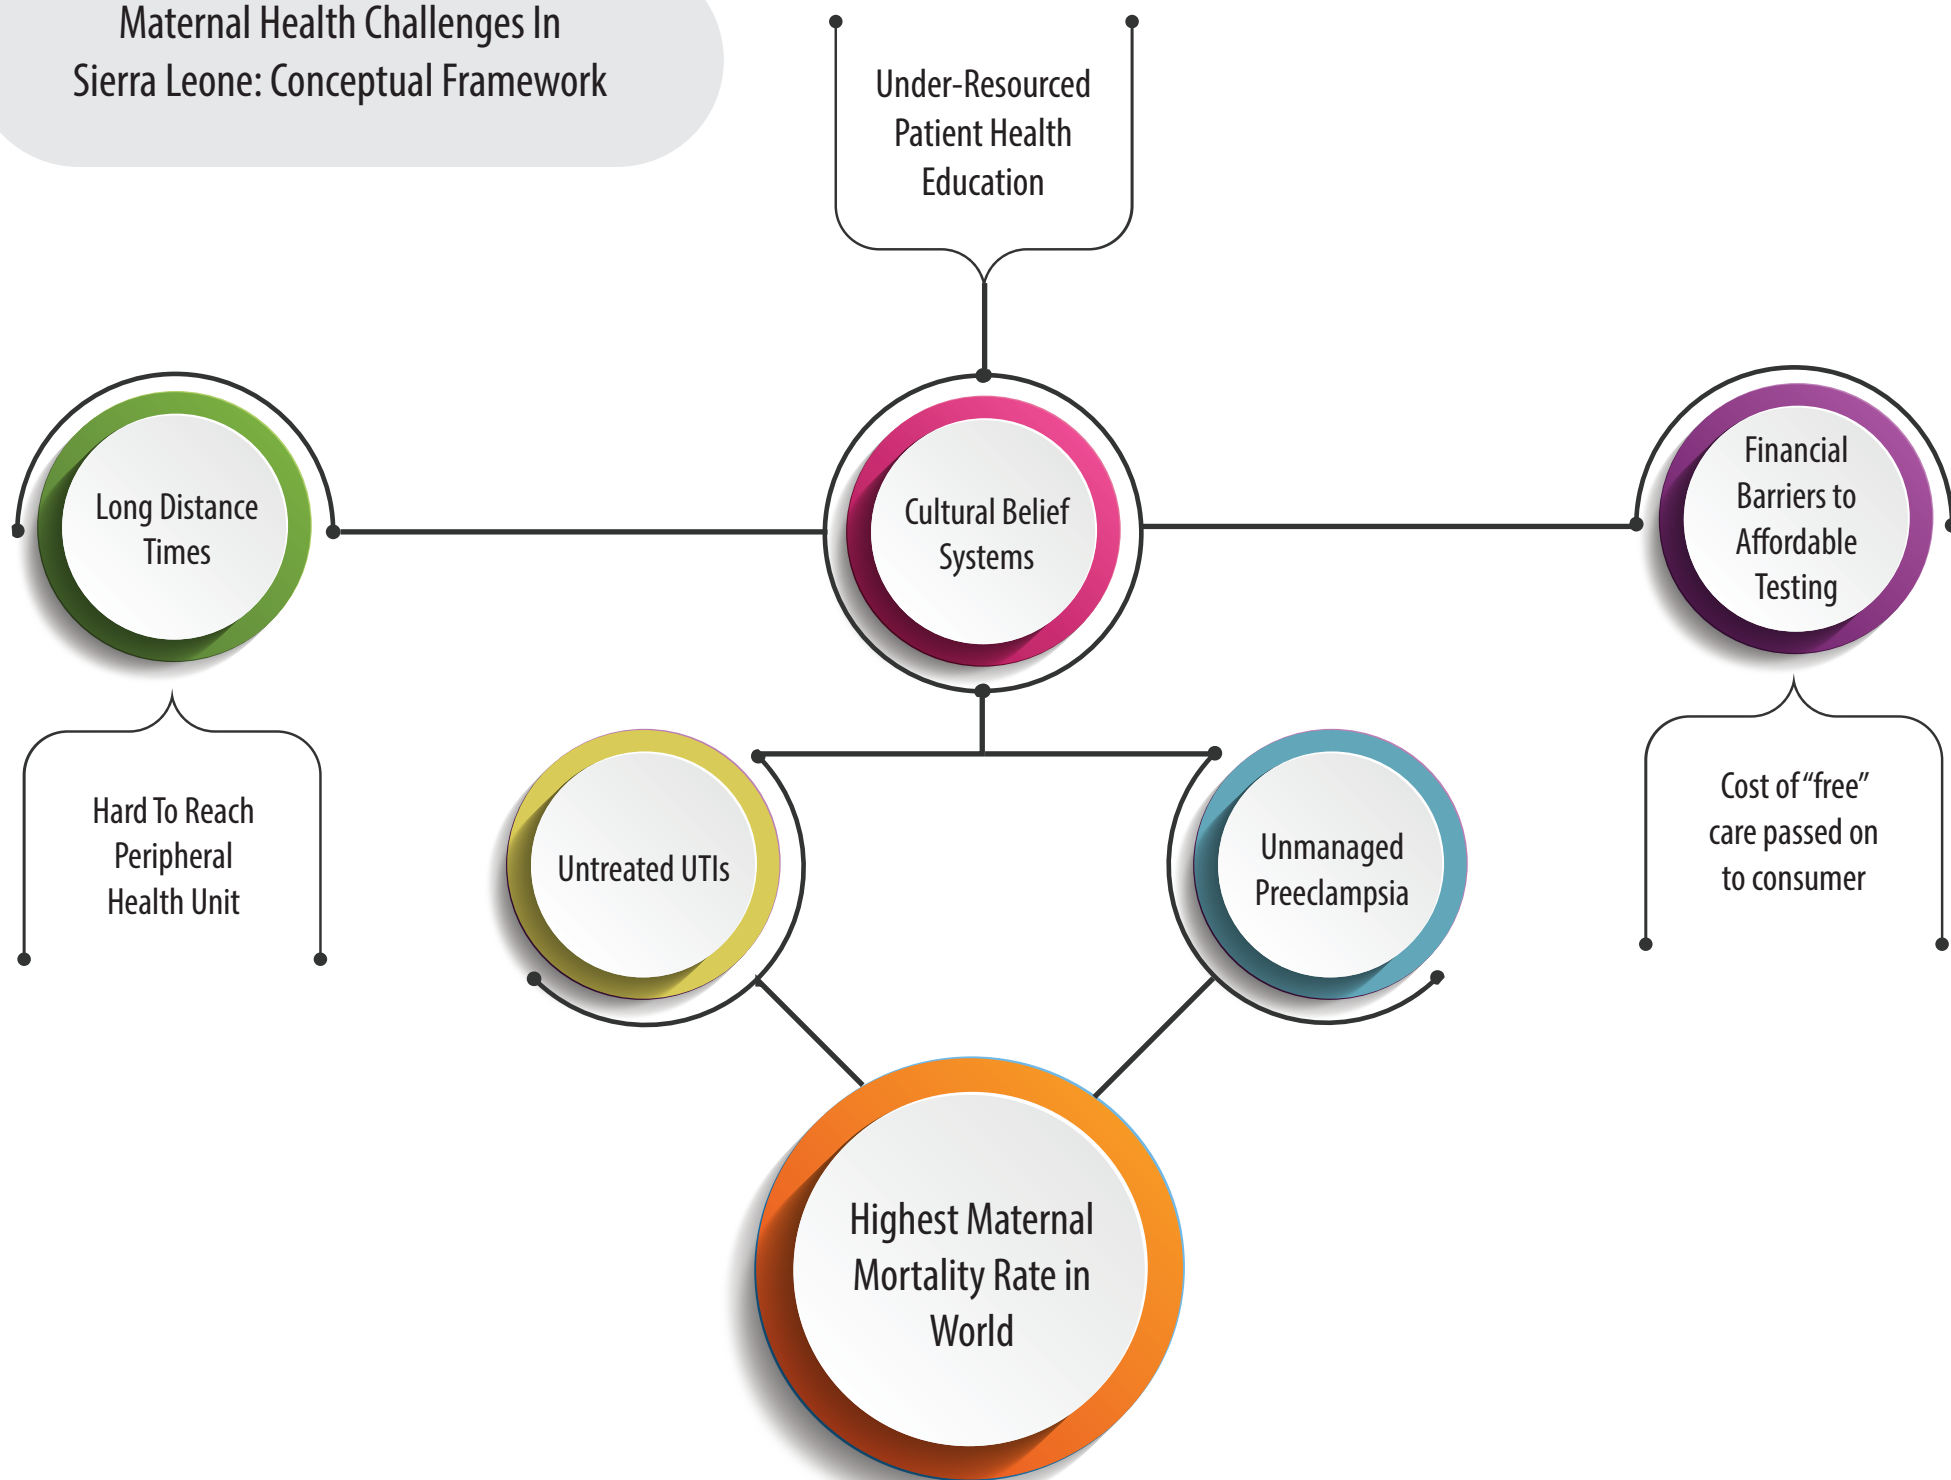 Maternal Health Challenges In
Sierra Leone: Conceptual Framework
Under-Resourced
Patient Health
Education
Long Distance
Times
Cultural Belief
Systems
Financial
Barriers to
Affordable
Testing
Hard To Reach
Peripheral
Health Unit
Untreated UTIs
Unmanaged
Preeclampsia
Cost of “free”
care passed on
to consumer
Highest Maternal
Mortality Rate in
World